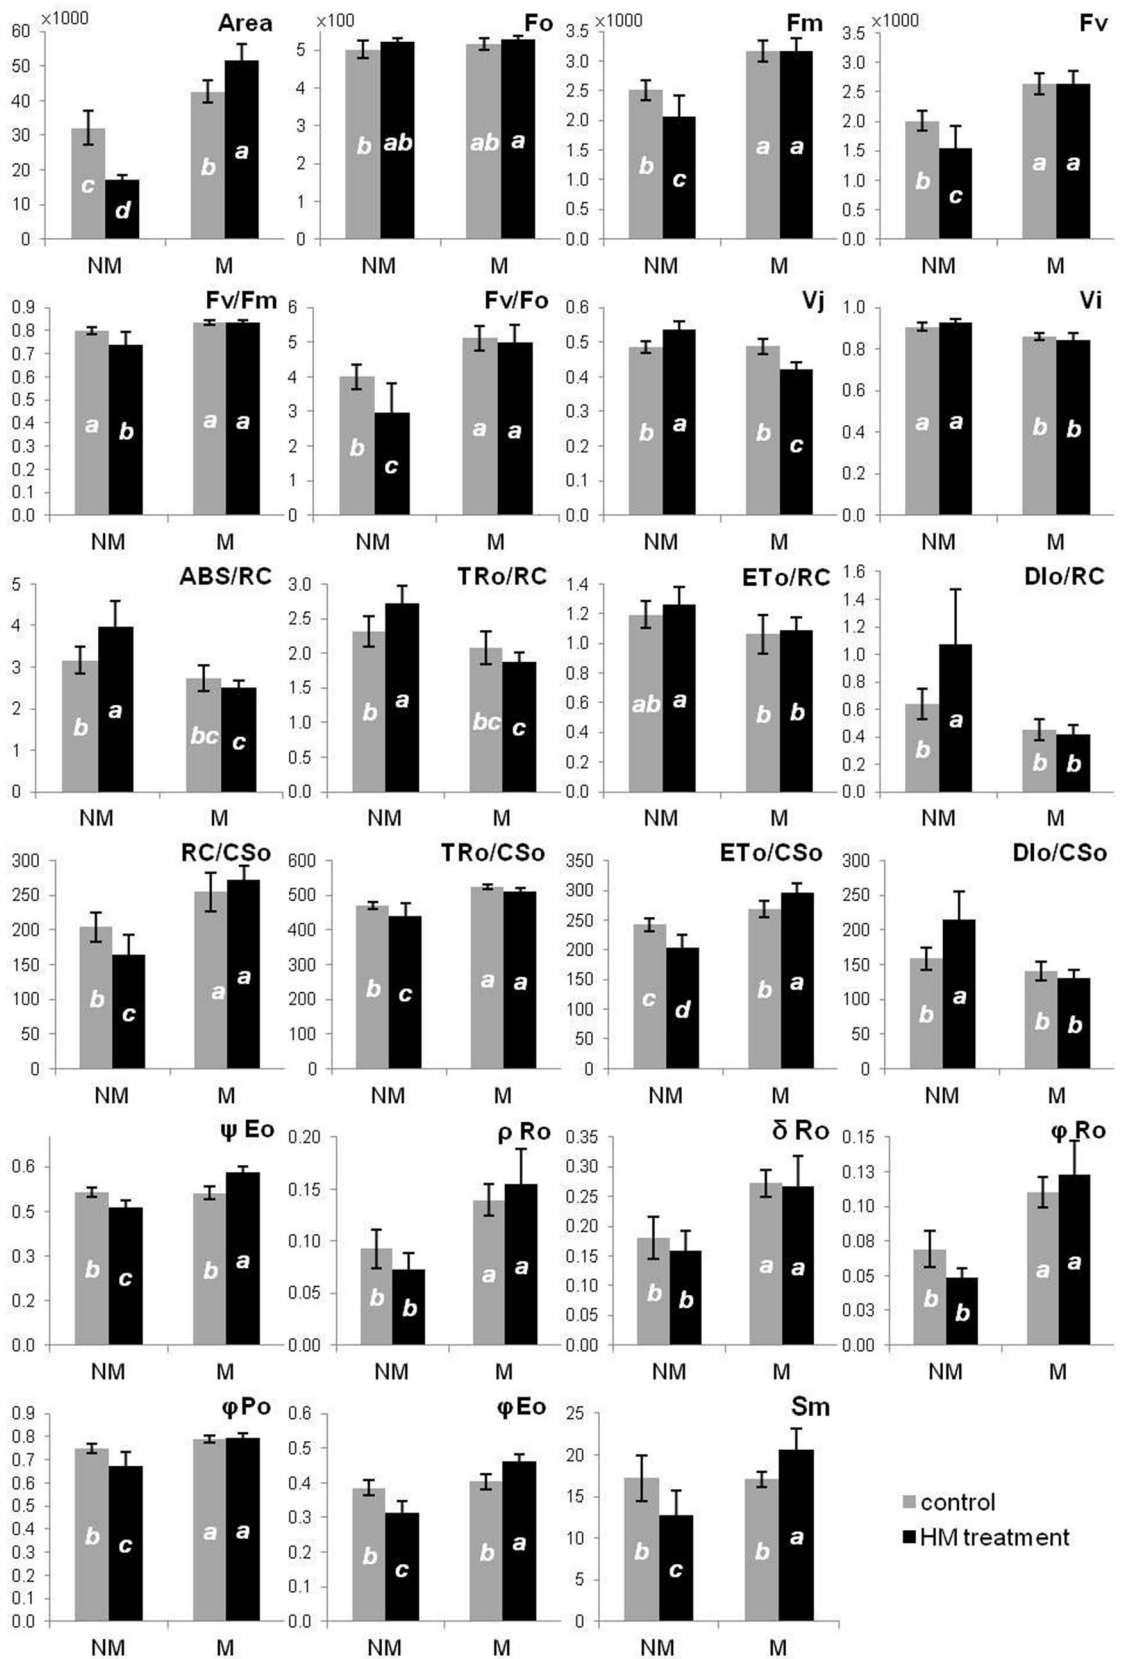 ×1000 Area
60
50
40
30
20
10
0
c d b a
NM M
×100 Fo
5
4
3
2
1
0
b ab ab a
NM M
×1000 Fm
3.5
3.0
2.5
2.0
1.5
1.0
0.5
0.0
b c a a
NM M
×1000 Fv
3.5
3.0
2.5
2.0
1.5
1.0
0.5
0.0
b c a a
NM M
Fv/Fm
0.9
0.8
0.7
0.6
0.5
0.4
0.3
0.2
0.1
0.0
a b a a
NM M
Fv/Fo
6
5
4
3
2
1
0
b c a a
NM M
Vj
0.6
0.5
0.4
0.3
0.2
0.1
0.0
b a b c
NM M
Vi
1.0
0.8
0.6
0.4
0.2
0.0
a a b b
NM M
ABS/RC
5
4
3
2
1
0
b a bc c
NM M
TRo/RC
3.0
2.5
2.0
1.5
1.0
0.5
0.0
b a bc c
NM M
ETo/RC
1.4
1.2
1.0
0.8
0.6
0.4
0.2
0.0
ab a b b
NM M
DIo/RC
1.6
1.4
1.2
1.0
0.8
0.6
0.4
0.2
0.0
b a b b
NM M
RC/CSo
300
250
200
150
100
50
0
b c a a
NM M
TRo/CSo
600
500
400
300
200
100
0
b c a a
NM M
ETo/CSo
350
300
250
200
150
100
50
0
c d b a
NM M
DIo/CSo
300
250
200
150
100
50
0
b a b b
NM M
ψ Eo
0.6
0.5
0.3
0.2
0.0
b c b a
NM M
ρ Ro
0.20
0.15
0.10
0.05
0.00
b b a a
NM M
δ Ro
0.35
0.30
0.25
0.20
0.15
0.10
0.05
0.00
b b a a
NM M
φ Ro
0.15
0.13
0.10
0.08
0.05
0.03
0.00
b b a a
NM M
φPo
0.9
0.8
0.7
0.6
0.5
0.4
0.3
0.2
0.1
0.0
b c a a
NM M
φEo
0.6
0.5
0.4
0.3
0.2
0.1
0.0
b c b a
NM M
Sm
25
20
15
10
5
0
b c b a
NM M
control
HM treatment